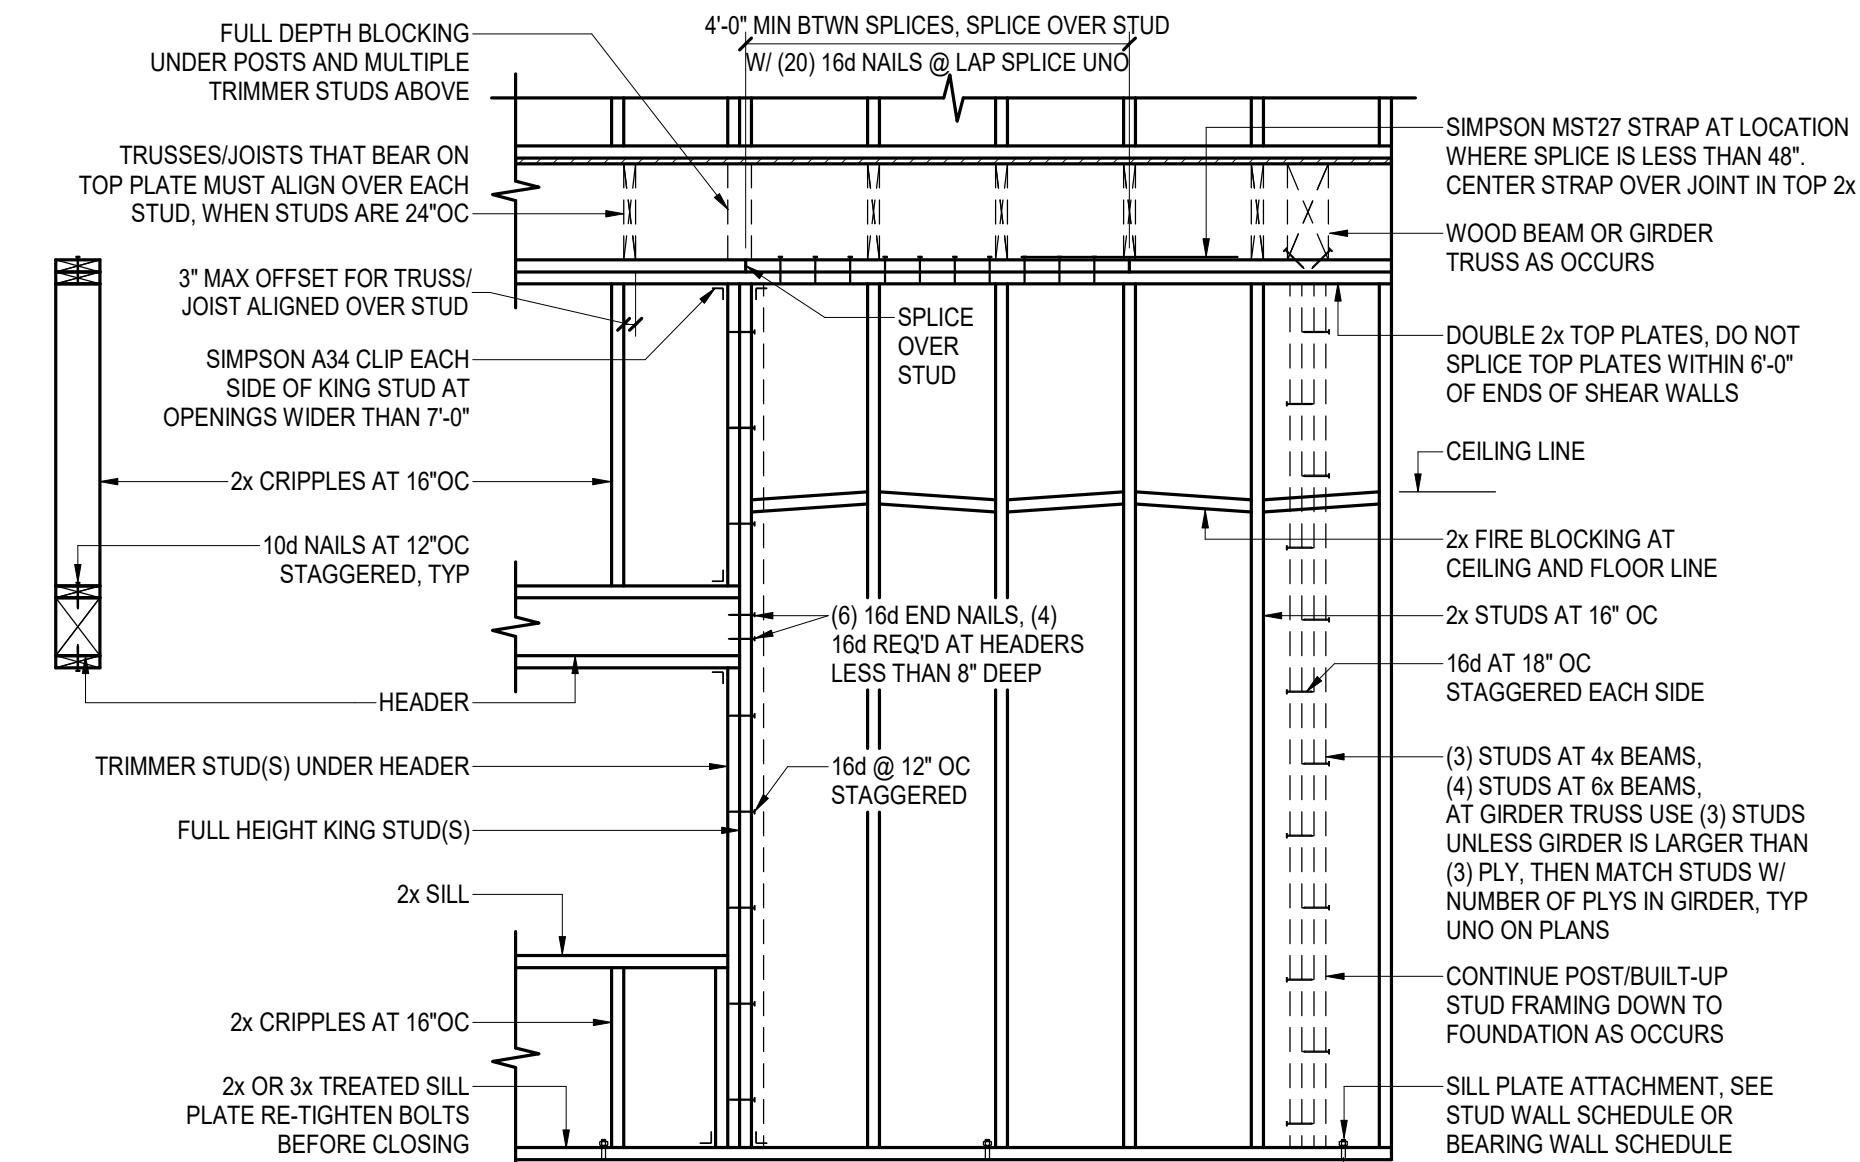 FULL DEPTH BLOCKING
UNDER POSTS AND MULTIPLE
TRIMMER STUDS ABOVE
TRUSSES/JOISTS THAT BEAR ON
TOP PLATE MUST ALIGN OVER EACH
STUD, WHEN STUDS ARE 24"OC
3" MAX OFFSET FOR TRUSS/
JOIST ALIGNED OVER STUD
SIMPSON A34 CLIP EACH
SIDE OF KING STUD AT
OPENINGS WIDER THAN 7'-0"
2x CRIPPLES AT 16"OC
10d NAILS AT 12"OC
STAGGERED, TYP
HEADER
TRIMMER STUD(S) UNDER HEADER
FULL HEIGHT KING STUD(S)
2x SILL
2x CRIPPLES AT 16"OC
2x OR 3x TREATED SILL
PLATE RE-TIGHTEN BOLTS
BEFORE CLOSING
4'-0" MIN BTWN SPLICES, SPLICE OVER STUD
W/ (20) 16d NAILS @ LAP SPLICE UNO
SPLICE
OVER
STUD
(6) 16d END NAILS, (4)
16d REQ'D AT HEADERS
LESS THAN 8" DEEP
16d @ 12" OC
STAGGERED
SIMPSON MST27 STRAP AT LOCATION
WHERE SPLICE IS LESS THAN 48".
CENTER STRAP OVER JOINT IN TOP 2x
WOOD BEAM OR GIRDER
TRUSS AS OCCURS
DOUBLE 2x TOP PLATES, DO NOT
SPLICE TOP PLATES WITHIN 6'-0"
OF ENDS OF SHEAR WALLS
CEILING LINE
2x FIRE BLOCKING AT
CEILING AND FLOOR LINE
2x STUDS AT 16" OC
16d AT 18" OC
STAGGERED EACH SIDE
(3) STUDS AT 4x BEAMS,
(4) STUDS AT 6x BEAMS,
AT GIRDER TRUSS USE (3) STUDS
UNLESS GIRDER IS LARGER THAN
(3) PLY, THEN MATCH STUDS W/
NUMBER OF PLYS IN GIRDER, TYP
UNO ON PLANS
CONTINUE POST/BUILT-UP
STUD FRAMING DOWN TO
FOUNDATION AS OCCURS
SILL PLATE ATTACHMENT, SEE
STUD WALL SCHEDULE OR
BEARING WALL SCHEDULE